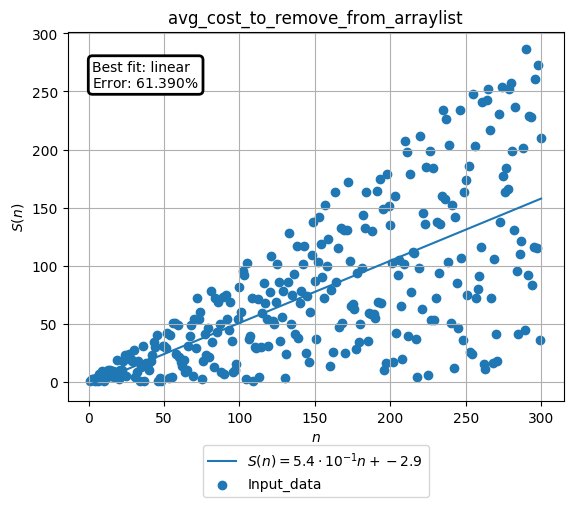 avg_cost_to_remove_from_arraylist
Best fit: linear
Error: 61.390%
S(n)
300
250
200
150
100
50
0
0 50 100 150 200 250 300
n
S(n) = 5.4 · 10⁻¹n + −2.9
Input_data